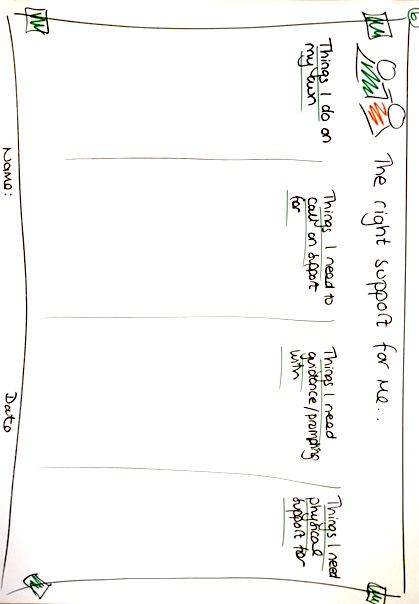 6
The right support for me...
Things I do on
my own
Things I need to
call on support
for
Things I need
guidance/prompting
with
Things I need
physical
support for
Name:
Date